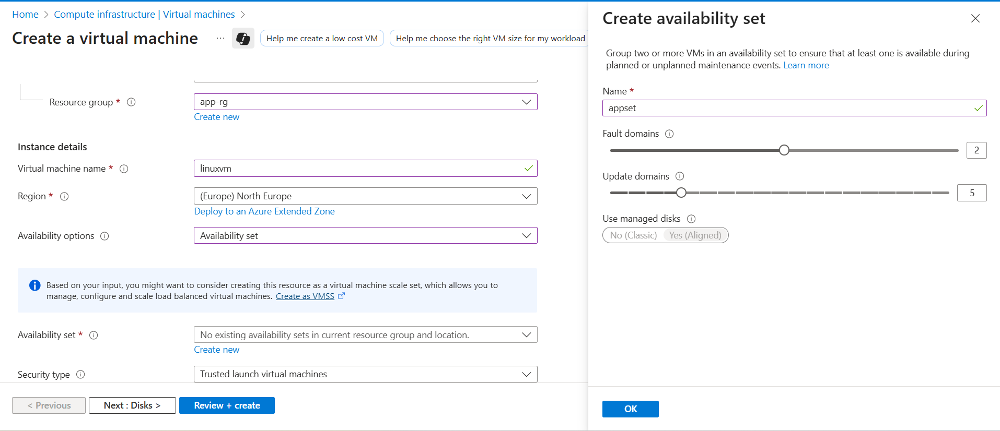 Home > Compute infrastructure | Virtual machines >
Create a virtual machine ... Help me create a low cost VM Help me choose the right VM size for my workload
Resource group * app-rg
Create new
Instance details
Virtual machine name * linuxvm
Region * (Europe) North Europe
Deploy to an Azure Extended Zone
Availability options Availability set
Based on your input, you might want to consider creating this resource as a virtual machine scale set, which allows you to
manage, configure and scale load balanced virtual machines. Create as VMSS
Availability set * No existing availability sets in current resource group and location.
Create new
Security type Trusted launch virtual machines
< Previous Next : Disks > Review + create
Create availability set
Group two or more VMs in an availability set to ensure that at least one is available during
planned or unplanned maintenance events. Learn more
Name *
appset
Fault domains
2
Update domains
5
Use managed disks
No (Classic) Yes (Aligned)
OK